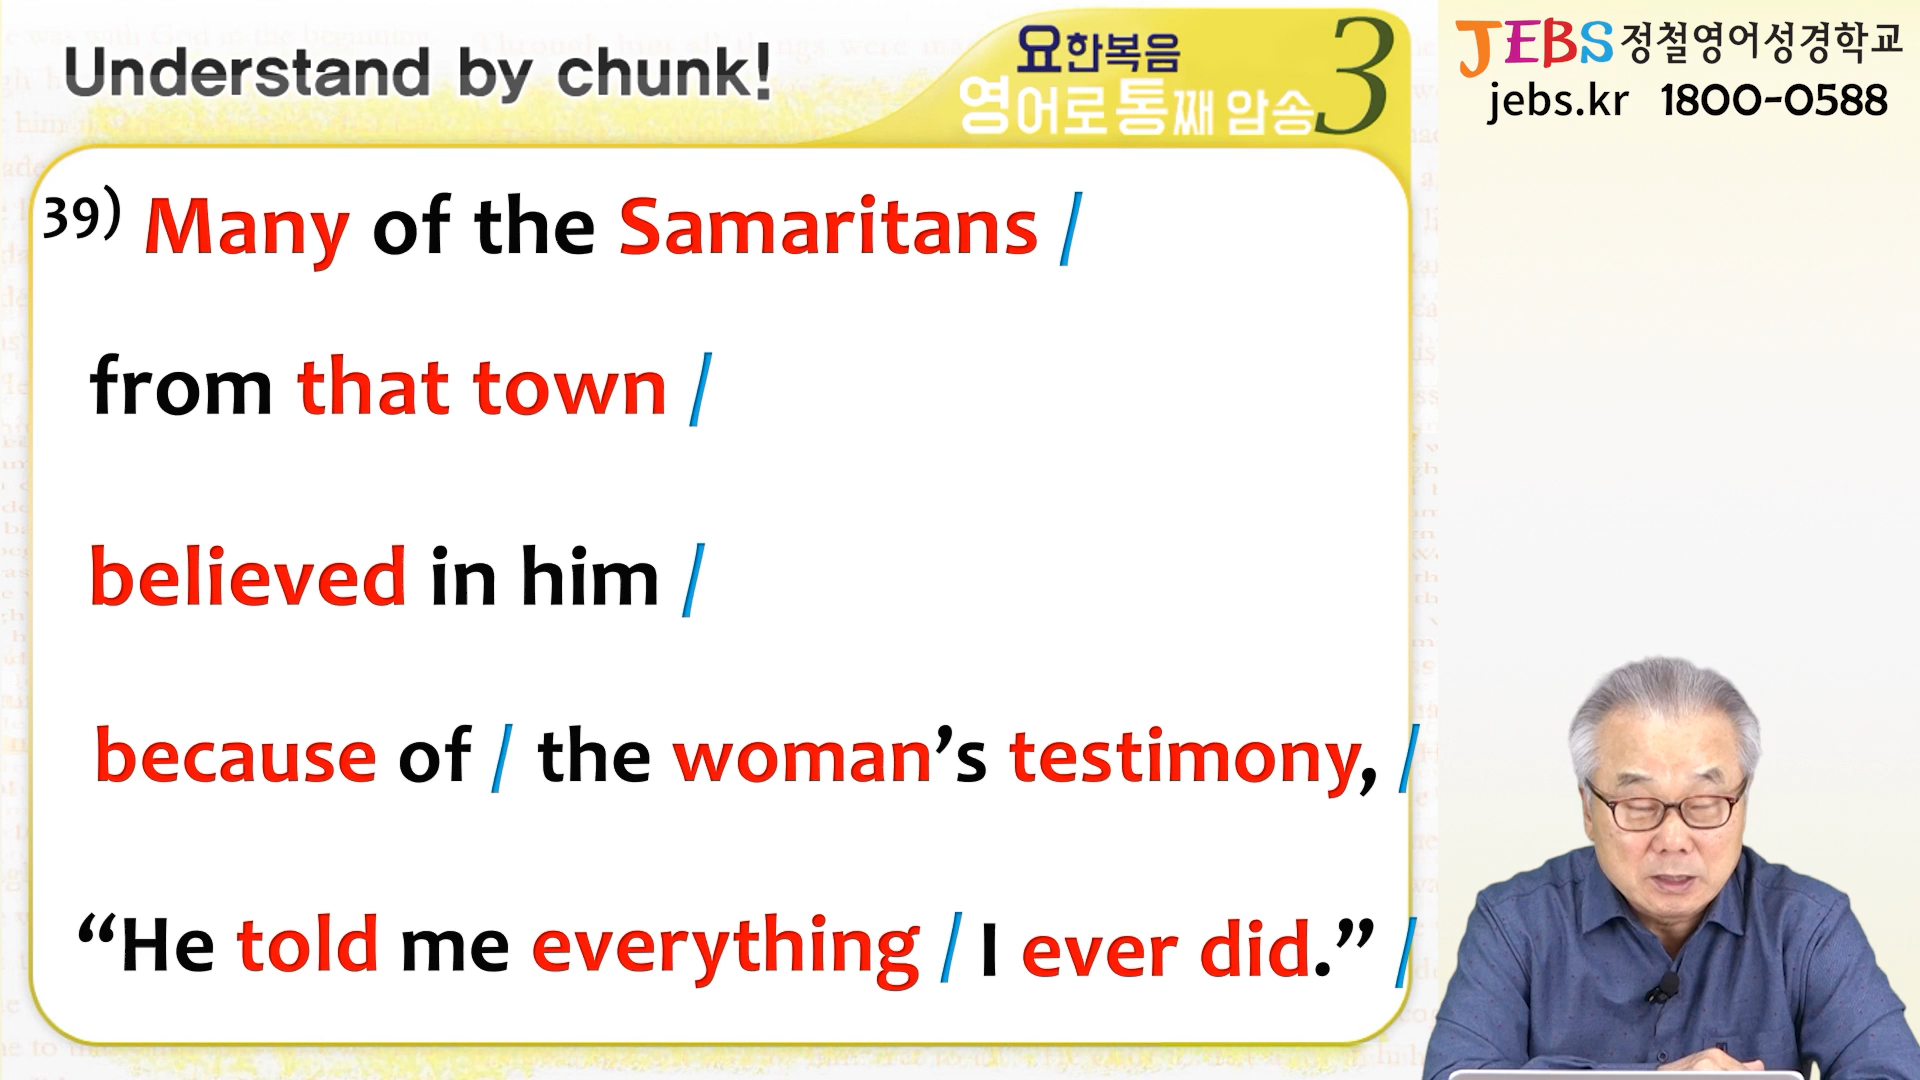 Understand by chunk!
요한복음
영어로 통째 암송 3
JEBS 정철영어성경학교
jebs.kr 1800-0588
39) Many of the Samaritans /
from that town /
believed in him /
because of / the woman’s testimony, /
“He told me everything / I ever did.” /